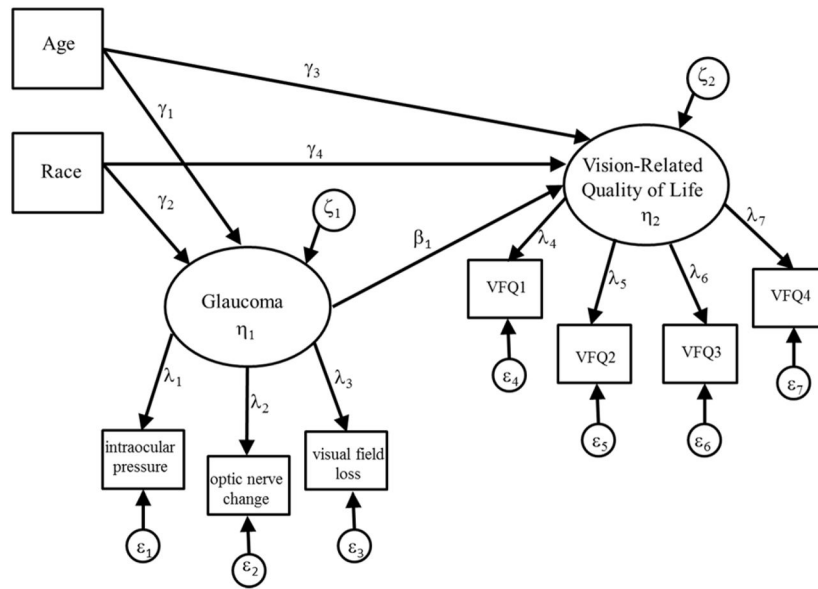 Age
γ3
ζ2
γ1
Race
γ4
Vision-Related
Quality of Life
η2
γ2
ζ1
β1
λ4
λ7
λ5
λ6
Glaucoma
η1
VFQ1
VFQ4
VFQ2
VFQ3
λ1
λ2
λ3
ε4
ε7
ε5
ε6
intraocular
pressure
optic nerve
change
visual field
loss
ε1
ε2
ε3